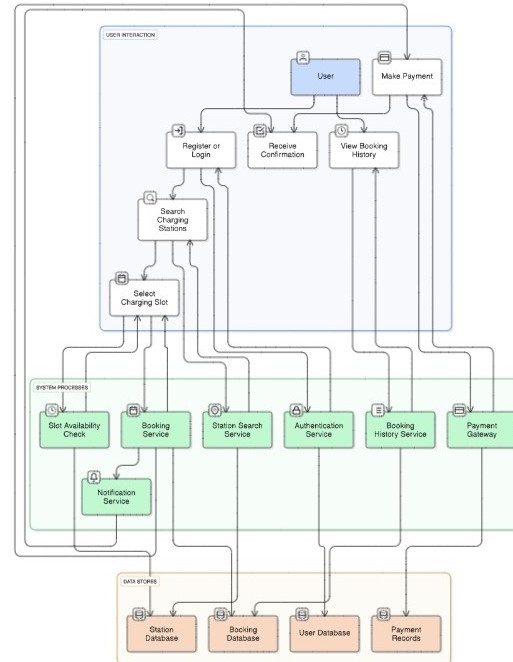 USER INTERACTION
User
Make Payment
Register or
Login
Receive
Confirmation
View Booking
History
Search
Charging
Stations
Select
Charging Slot
SYSTEM PROCESSES
Slot Availability
Check
Booking
Service
Station Search
Service
Authentication
Service
Booking
History Service
Payment
Gateway
Notification
Service
DATA STORES
Station
Database
Booking
Database
User Database
Payment
Records